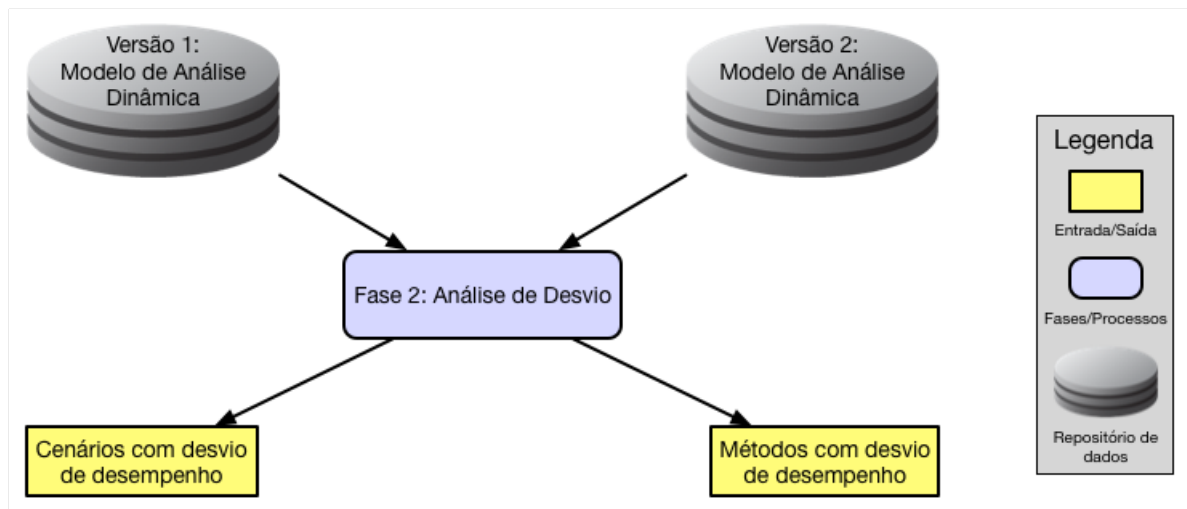 Versão 1:
Modelo de Análise
Dinâmica
Versão 2:
Modelo de Análise
Dinâmica
Legenda
Entrada/Saída
Fase 2: Análise de Desvio
Fases/Processos
Cenários com desvio
de desempenho
Métodos com desvio
de desempenho
Repositório de
dados